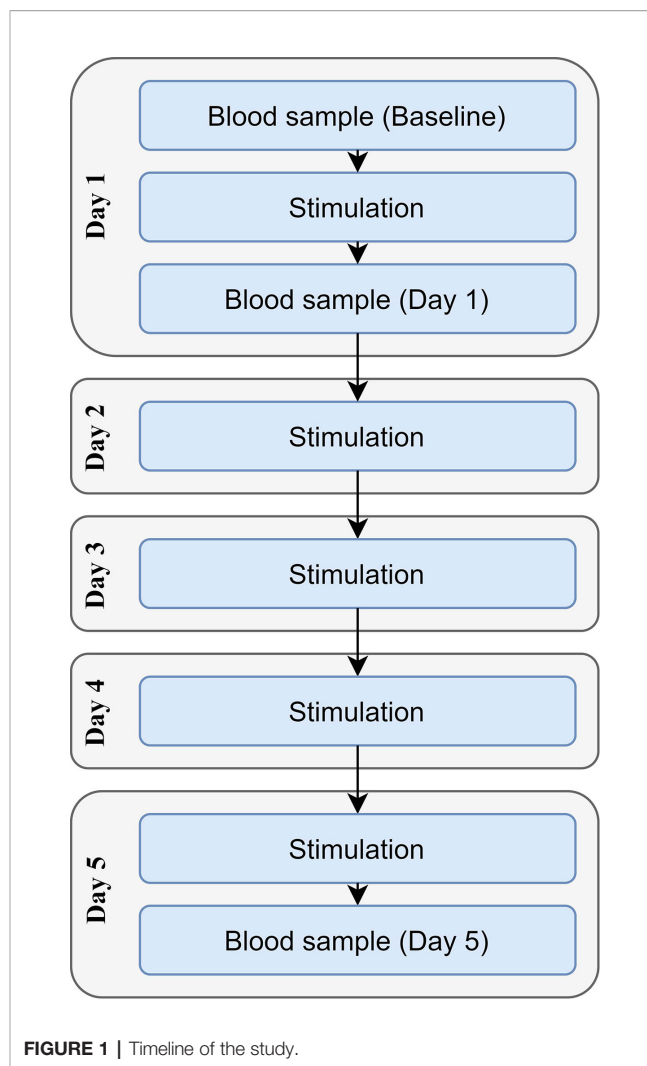 Day 1
Blood sample (Baseline)
Stimulation
Blood sample (Day 1)
Day 2
Stimulation
Day 3
Stimulation
Day 4
Stimulation
Day 5
Stimulation
Blood sample (Day 5)
FIGURE 1 | Timeline of the study.